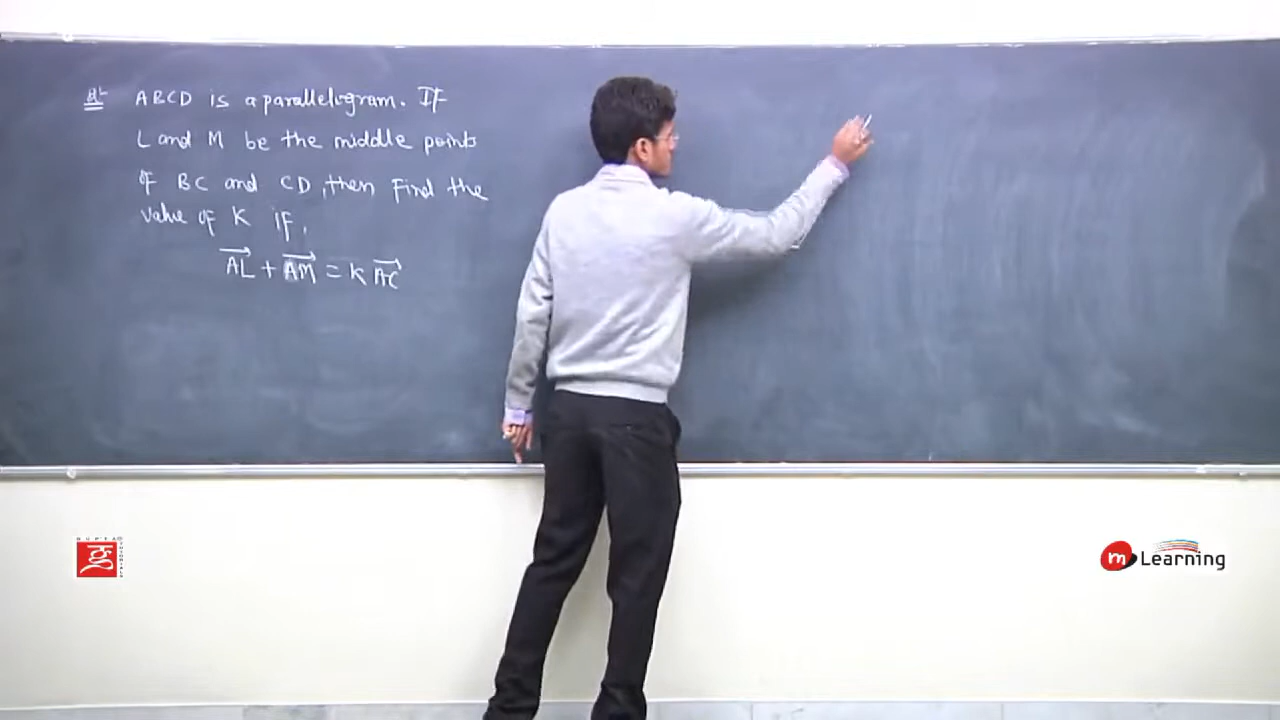 Q: ABCD is a parallelogram. If
L and M be the middle points
of BC and CD, then find the
value of K if,
AL + AM = K AC
m Learning